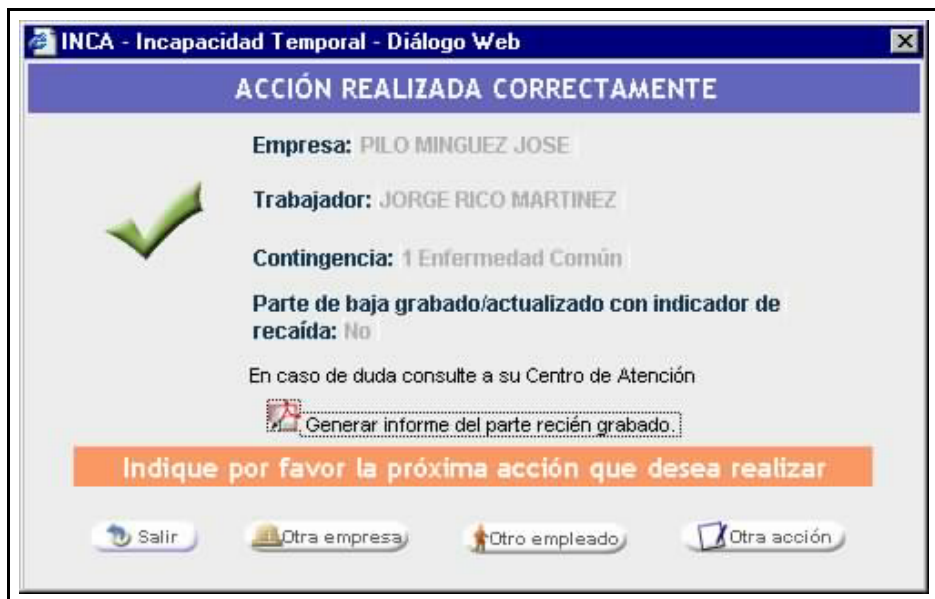 INCA - Incapacidad Temporal - Diálogo Web
ACCIÓN REALIZADA CORRECTAMENTE
Empresa: PILO MINGUEZ JOSE
Trabajador: JORGE RICO MARTINEZ
Contingencia: 1 Enfermedad Común
Parte de baja grabado/actualizado con indicador de
recaída: No
En caso de duda consulte a su Centro de Atención
Generar informe del parte recién grabado.
Indique por favor la próxima acción que desea realizar
Salir Otra empresa Otro empleado Otra acción